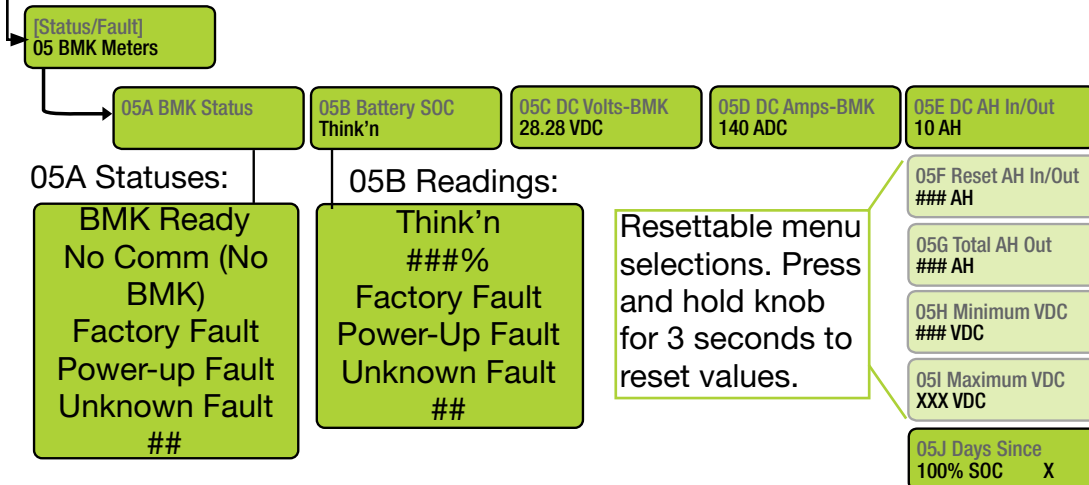 [Status/Fault]
05 BMK Meters
05A BMK Status
05B Battery SOC
Think'n
05C DC Volts-BMK
28.28 VDC
05D DC Amps-BMK
140 ADC
05E DC AH In/Out
10 AH
05A Statuses:
BMK Ready
No Comm (No
BMK)
Factory Fault
Power-up Fault
Unknown Fault
##
05B Readings:
Think'n
###%
Factory Fault
Power-Up Fault
Unknown Fault
##
Resettable menu
selections. Press
and hold knob
for 3 seconds to
reset values.
05F Reset AH In/Out
### AH
05G Total AH Out
### AH
05H Minimum VDC
### VDC
05I Maximum VDC
XXX VDC
05J Days Since
100% SOC X